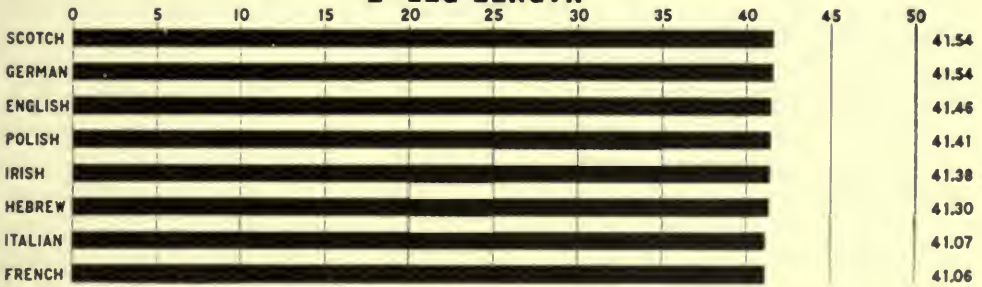 0 5 10 15 20 25 30 35 40 45 50
SCOTCH 41.54
GERMAN 41.54
ENGLISH 41.46
POLISH 41.41
IRISH 41.38
HEBREW 41.30
ITALIAN 41.07
FRENCH 41.06